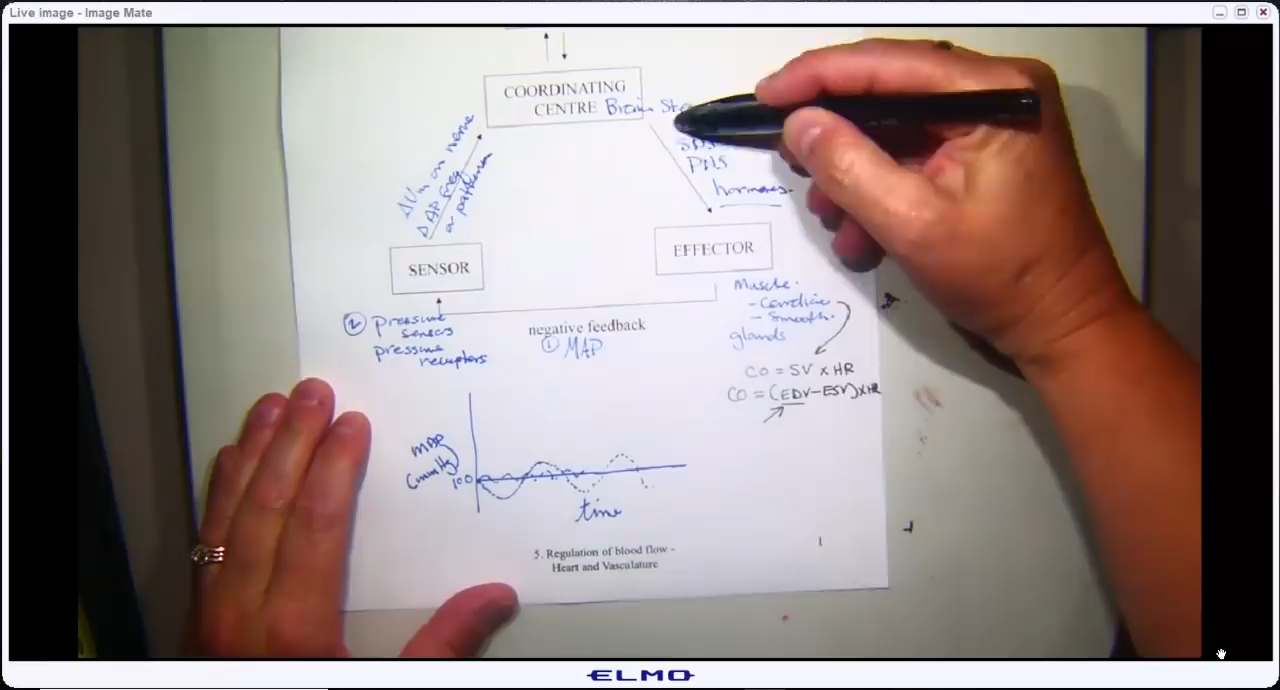 Live image - Image Mate
COORDINATING
CENTRE Brain
ΔVm on nerve
Δ AP freq
or pattern
PNS
hormones.
SENSOR
EFFECTOR
② pressure
sensors
pressure
receptors
negative feedback
① MAP
Muscle.
- Cardiac
- Smooth.
glands
CO = SV x HR
CO = (EDV-ESV) x HR
MAP
(mmHg)
100
time
5. Regulation of blood flow -
Heart and Vasculature
1
ELMO